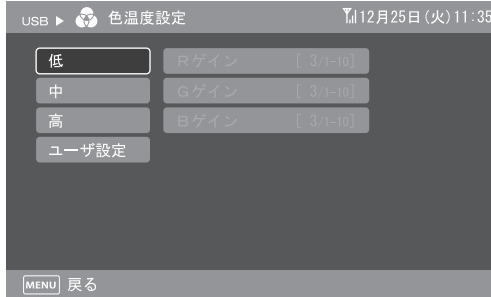 USB ▶ 色温度設定 12月25日(火)11:35
低 Rゲイン [ 3/1-10]
中 Gゲイン [ 3/1-10]
高 Bゲイン [ 3/1-10]
ユーザ設定
MENU 戻る